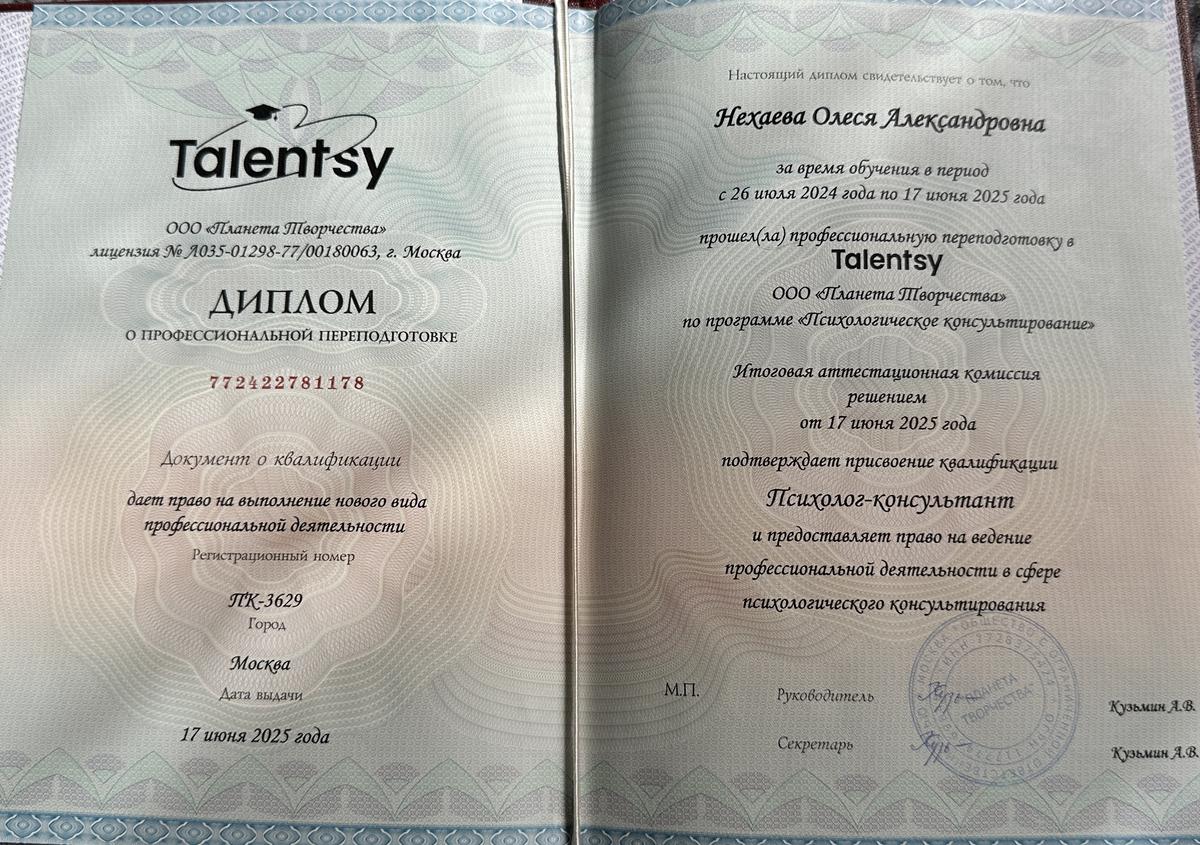 Talentsy
ООО «Планета Творчества»
лицензия № Л035-01298-77/00180063, г. Москва
ДИПЛОМ
О ПРОФЕССИОНАЛЬНОЙ ПЕРЕПОДГОТОВКЕ
772422781178
Документ о квалификации
дает право на выполнение нового вида
профессиональной деятельности
Регистрационный номер
ПК-3629
Город
Москва
Дата выдачи
17 июня 2025 года
Настоящий диплом свидетельствует о том, что
Нехаева Олеся Александровна
за время обучения в период
с 26 июля 2024 года по 17 июня 2025 года
прошел(ла) профессиональную переподготовку в
Talentsy
ООО «Планета Творчества»
по программе «Психологическое консультирование»
Итоговая аттестационная комиссия
решением
от 17 июня 2025 года
подтверждает присвоение квалификации
Психолог-консультант
и предоставляет право на ведение
профессиональной деятельности в сфере
психологического консультирования
М.П.
Руководитель
Кузьмин А.В.
Секретарь
Кузьмин А.В.
"ПЛАНЕТА
ТВОРЧЕСТВА"